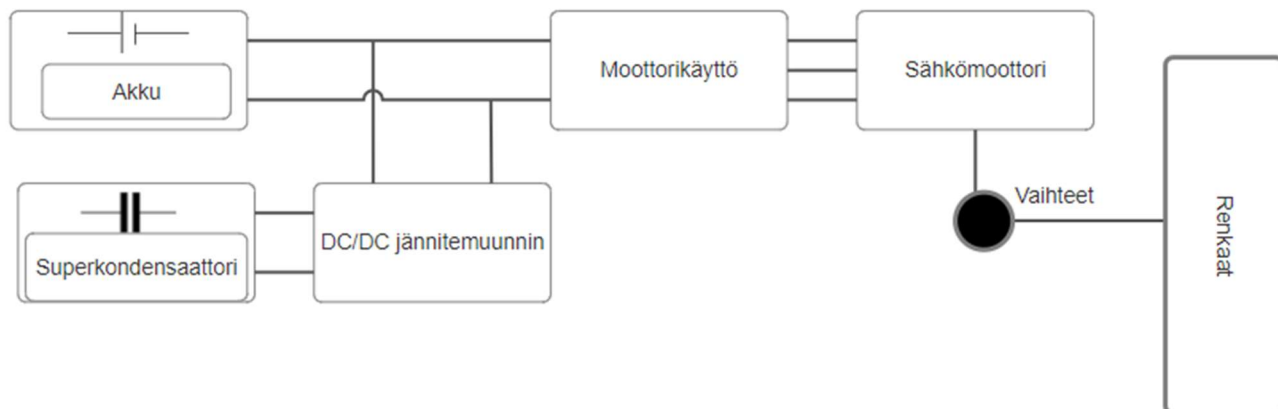 Akku
Moottorikäyttö
Sähkömoottori
Vaihteet
Renkaat
Superkondensaattori
DC/DC jännitemuunnin